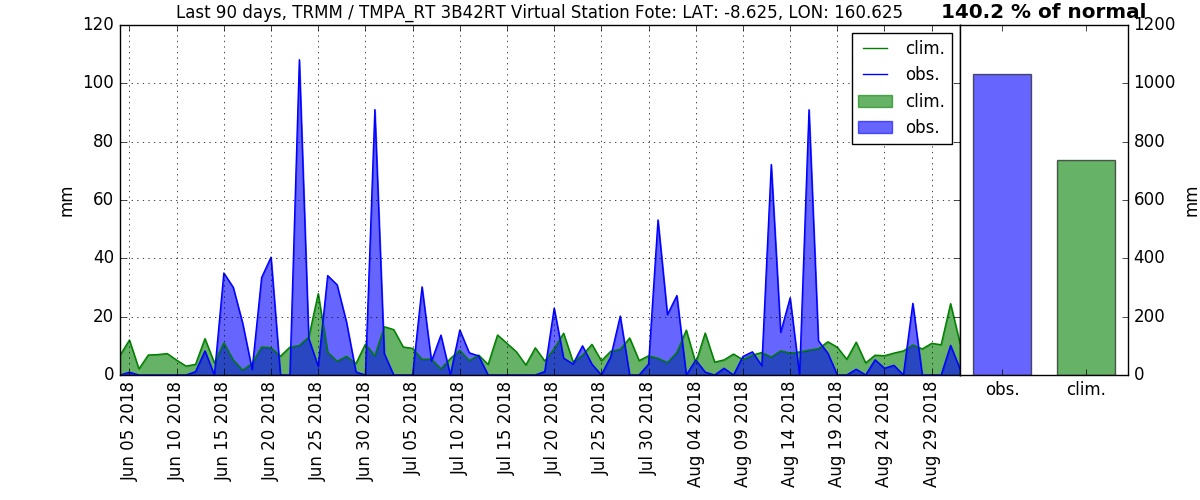 Last 90 days, TRMM / TMPA_RT 3B42RT Virtual Station Fote: LAT: -8.625, LON: 160.625
140.2 % of normal
120
100
80
60
40
20
0
mm
clim.
obs.
clim.
obs.
1200
1000
800
600
400
200
0
mm
obs.
clim.
Jun 05 2018
Jun 10 2018
Jun 15 2018
Jun 20 2018
Jun 25 2018
Jun 30 2018
Jul 05 2018
Jul 10 2018
Jul 15 2018
Jul 20 2018
Jul 25 2018
Jul 30 2018
Aug 04 2018
Aug 09 2018
Aug 14 2018
Aug 19 2018
Aug 24 2018
Aug 29 2018